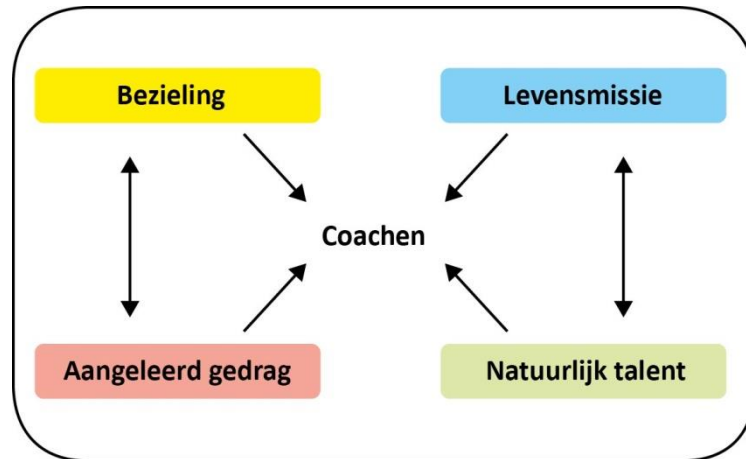 Bezieling
Levensmissie
Coachen
Aangeleerd gedrag
Natuurlijk talent